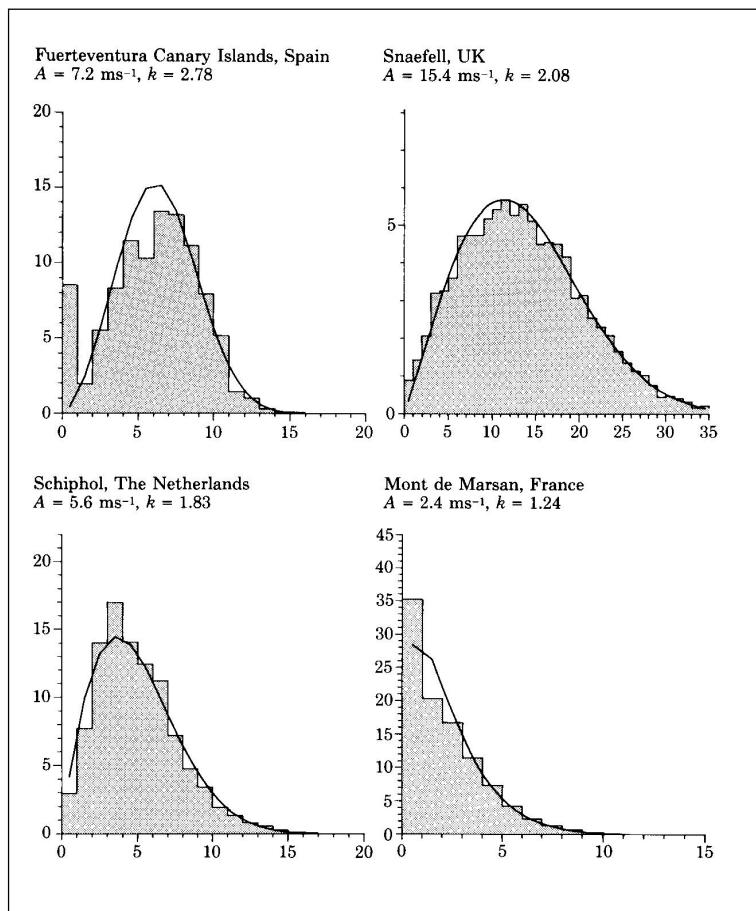 Fuerteventura Canary Islands, Spain
A = 7.2 ms⁻¹, k = 2.78
20
15
10
5
0
0 5 10 15 20
Snaefell, UK
A = 15.4 ms⁻¹, k = 2.08
5
0
0 5 10 15 20 25 30 35
Schiphol, The Netherlands
A = 5.6 ms⁻¹, k = 1.83
20
15
10
5
0
0 5 10 15 20
Mont de Marsan, France
A = 2.4 ms⁻¹, k = 1.24
45
40
35
30
25
20
15
10
5
0
0 5 10 15